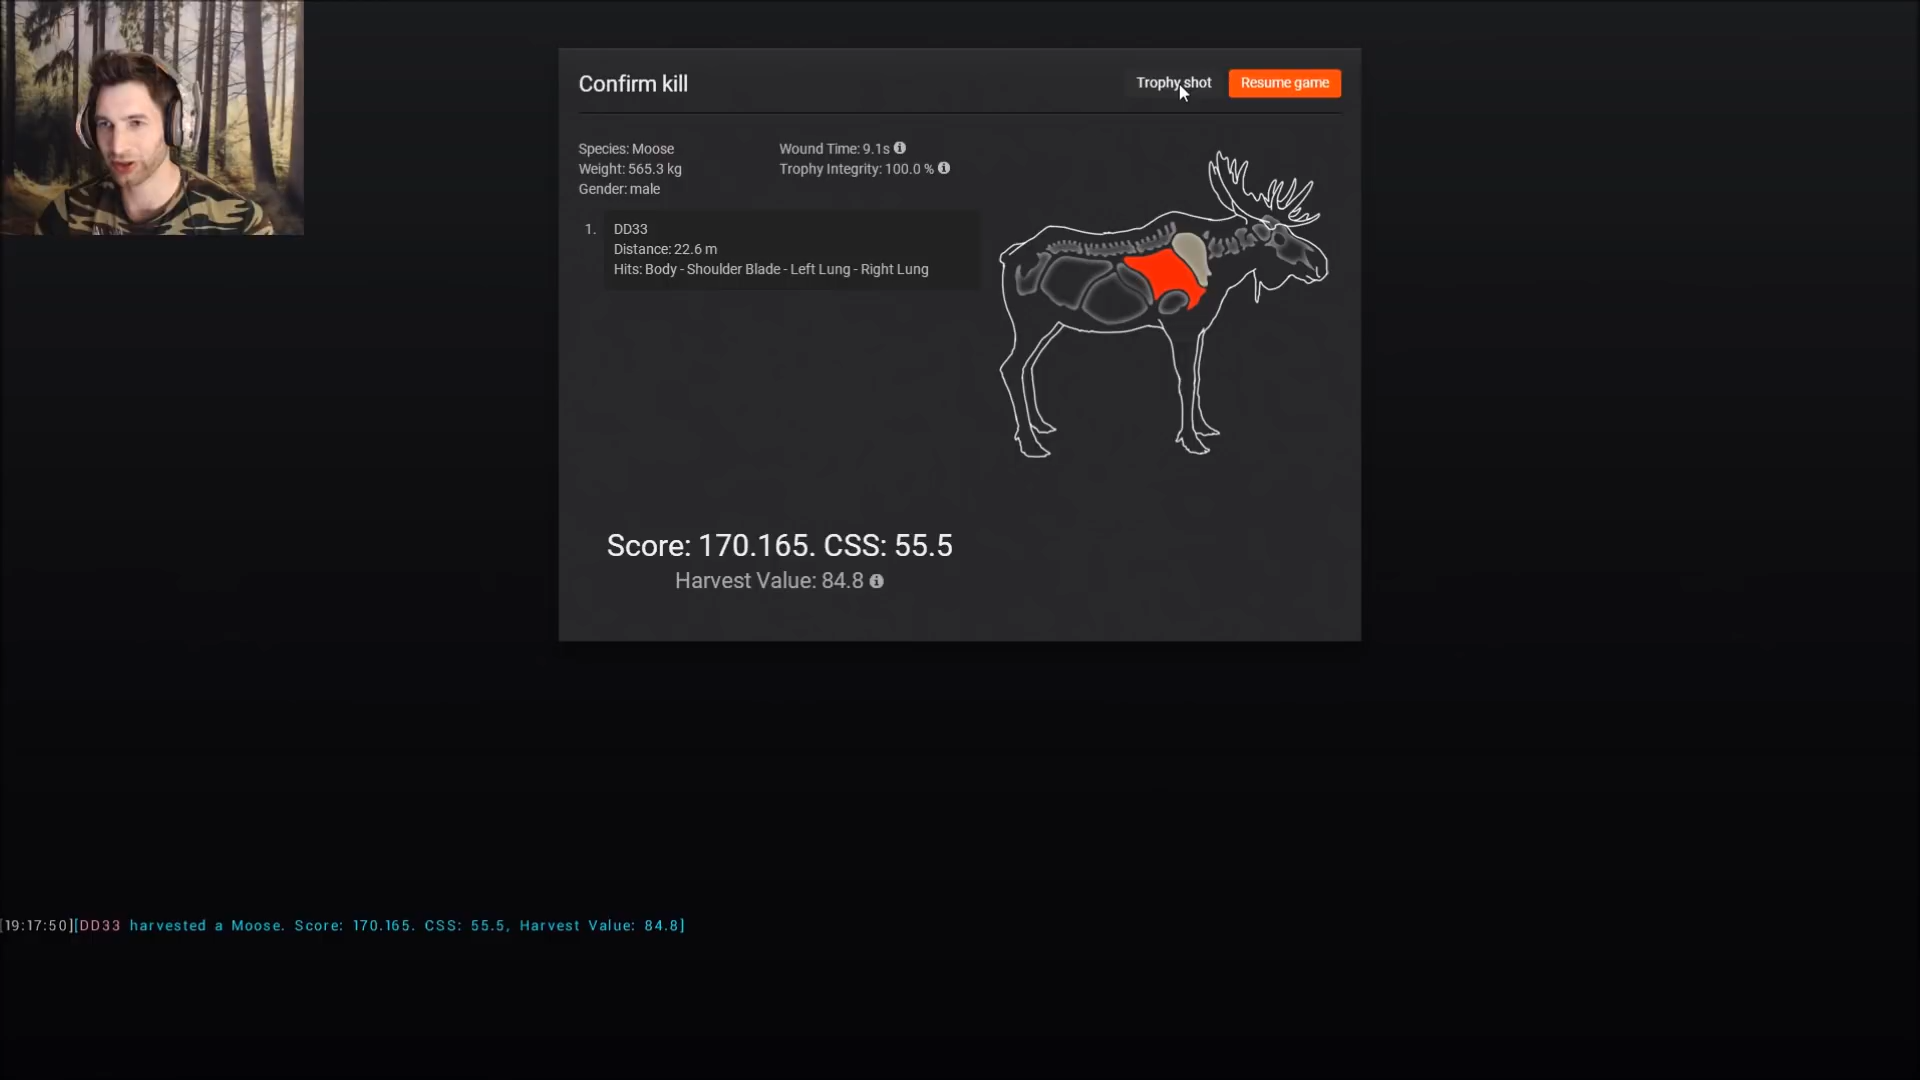 Confirm kill
Trophy shot
Resume game
Species: Moose
Weight: 565.3 kg
Gender: male
Wound Time: 9.1s
Trophy Integrity: 100.0 %
1.
DD33
Distance: 22.6 m
Hits: Body - Shoulder Blade - Left Lung - Right Lung
Score: 170.165. CSS: 55.5
Harvest Value: 84.8
[19:17:50][DD33 harvested a Moose. Score: 170.165. CSS: 55.5, Harvest Value: 84.8]